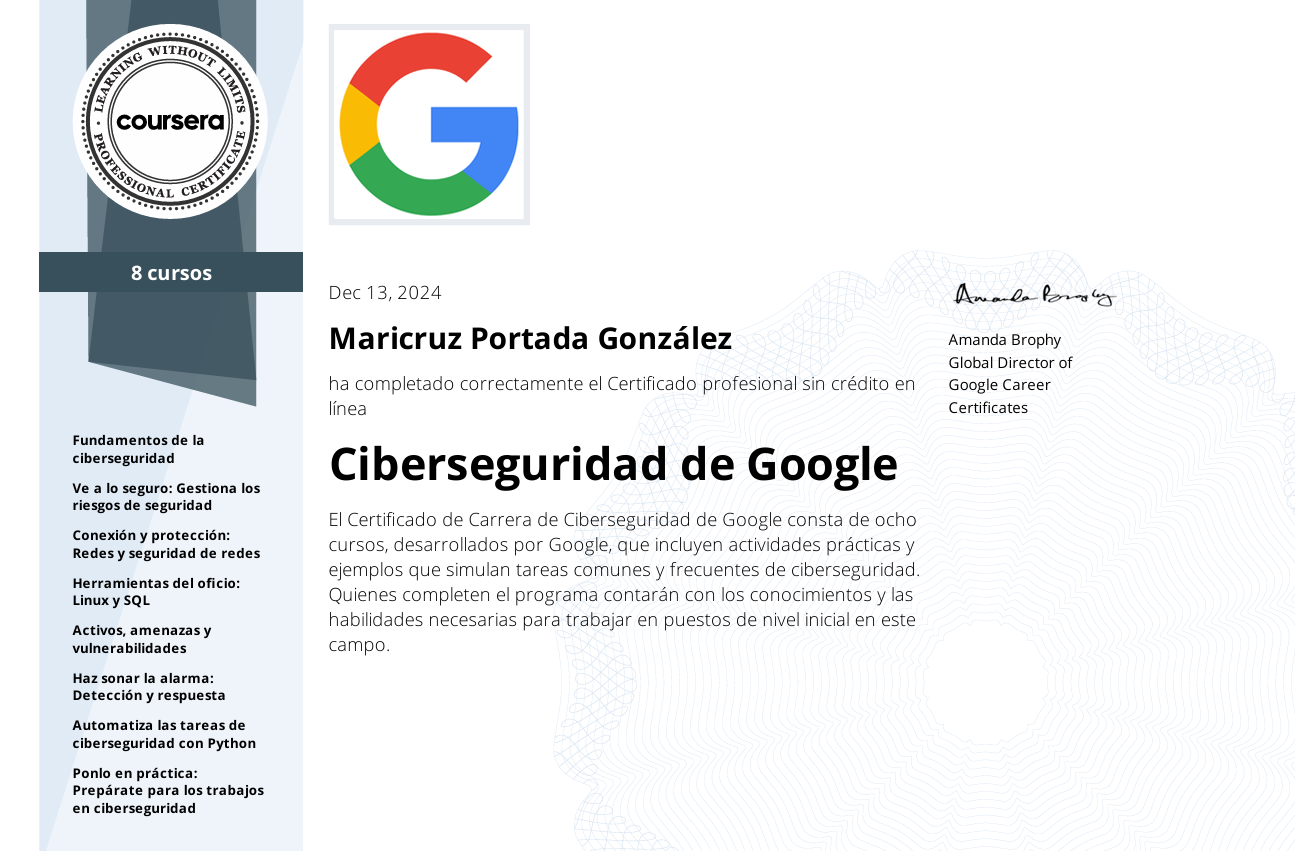 LEARNING WITHOUT LIMITS
coursera
PROFESSIONAL CERTIFICATE
8 cursos
Fundamentos de la
ciberseguridad
Ve a lo seguro: Gestiona los
riesgos de seguridad
Conexión y protección:
Redes y seguridad de redes
Herramientas del oficio:
Linux y SQL
Activos, amenazas y
vulnerabilidades
Haz sonar la alarma:
Detección y respuesta
Automatiza las tareas de
ciberseguridad con Python
Ponlo en práctica:
Prepárate para los trabajos
en ciberseguridad
G
Dec 13, 2024
Maricruz Portada González
ha completado correctamente el Certificado profesional sin crédito en
línea
Ciberseguridad de Google
El Certificado de Carrera de Ciberseguridad de Google consta de ocho
cursos, desarrollados por Google, que incluyen actividades prácticas y
ejemplos que simulan tareas comunes y frecuentes de ciberseguridad.
Quienes completen el programa contarán con los conocimientos y las
habilidades necesarias para trabajar en puestos de nivel inicial en este
campo.
Amanda Brophy
Amanda Brophy
Global Director of
Google Career
Certificates